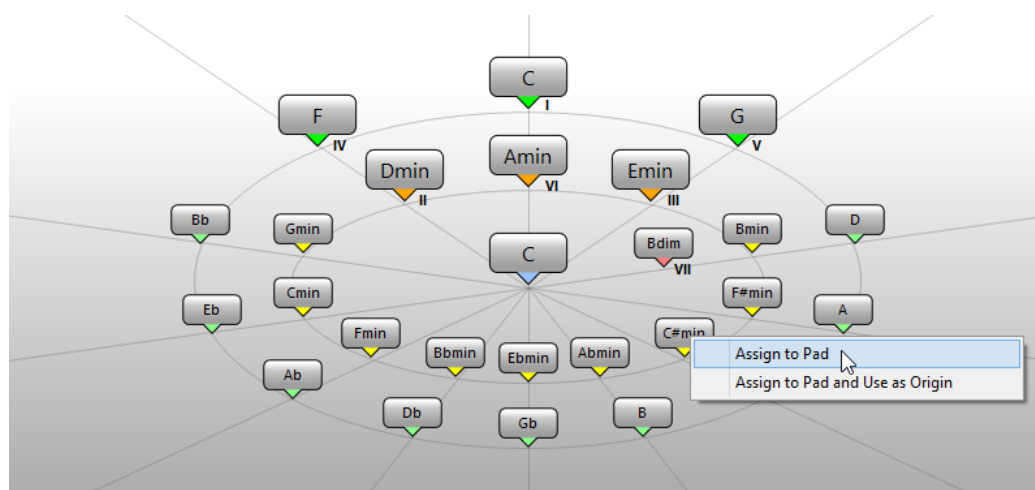 C
I
F
IV
G
V
Dmin
II
Amin
VI
Emin
III
Bb
Gmin
C
Bdim
VII
Bmin
D
Eb
Cmin
F#min
A
Fmin
Bbmin
Ebmin
Abmin
C#min
Assign to Pad
Assign to Pad and Use as Origin
Ab
Db
Gb
B